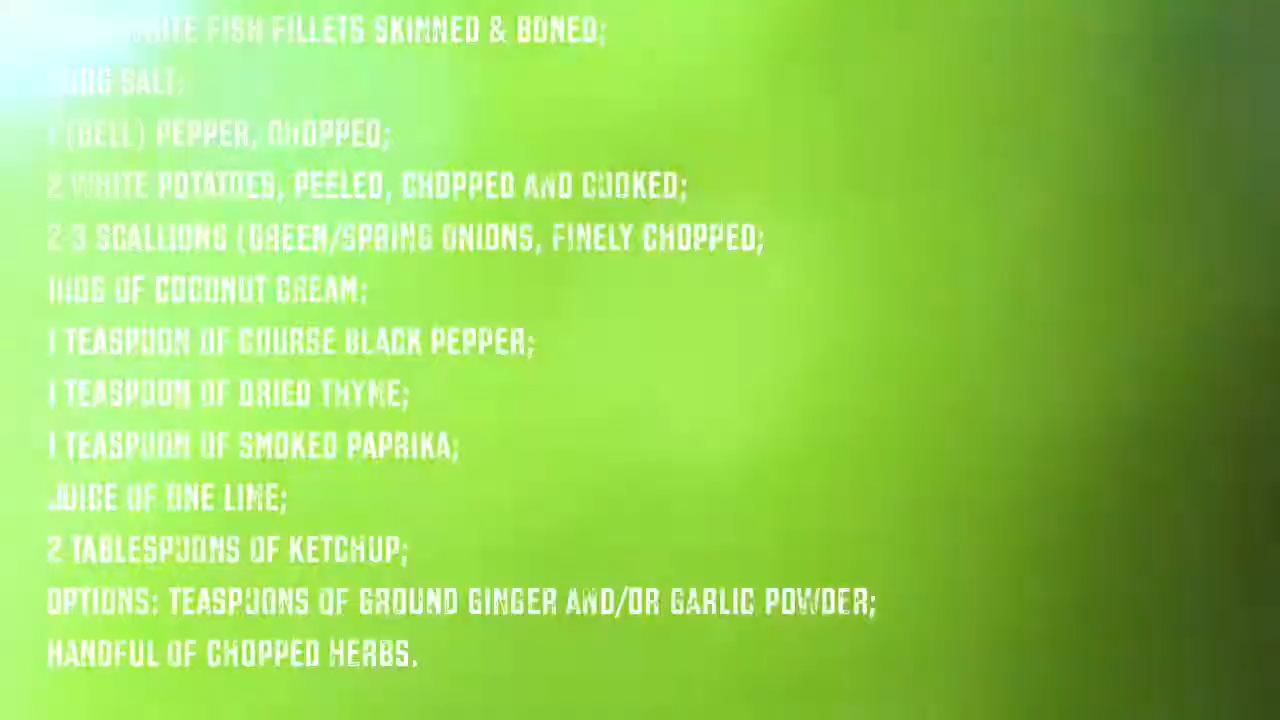 WHITE FISH FILLETS SKINNED & BONED;
SALT;
1 (BELL) PEPPER, CHOPPED;
2 WHITE POTATOES, PEELED, CHOPPED AND COOKED;
2-3 SCALLIONS (GREEN/SPRING ONIONS, FINELY CHOPPED;
OF COCONUT CREAM;
1 TEASPOON OF COURSE BLACK PEPPER;
1 TEASPOON OF DRIED THYME;
1 TEASPOON OF SMOKED PAPRIKA;
JUICE OF ONE LIME;
2 TABLESPOONS OF KETCHUP;
OPTIONS: TEASPOONS OF GROUND GINGER AND/OR GARLIC POWDER;
HANDFUL OF CHOPPED HERBS.